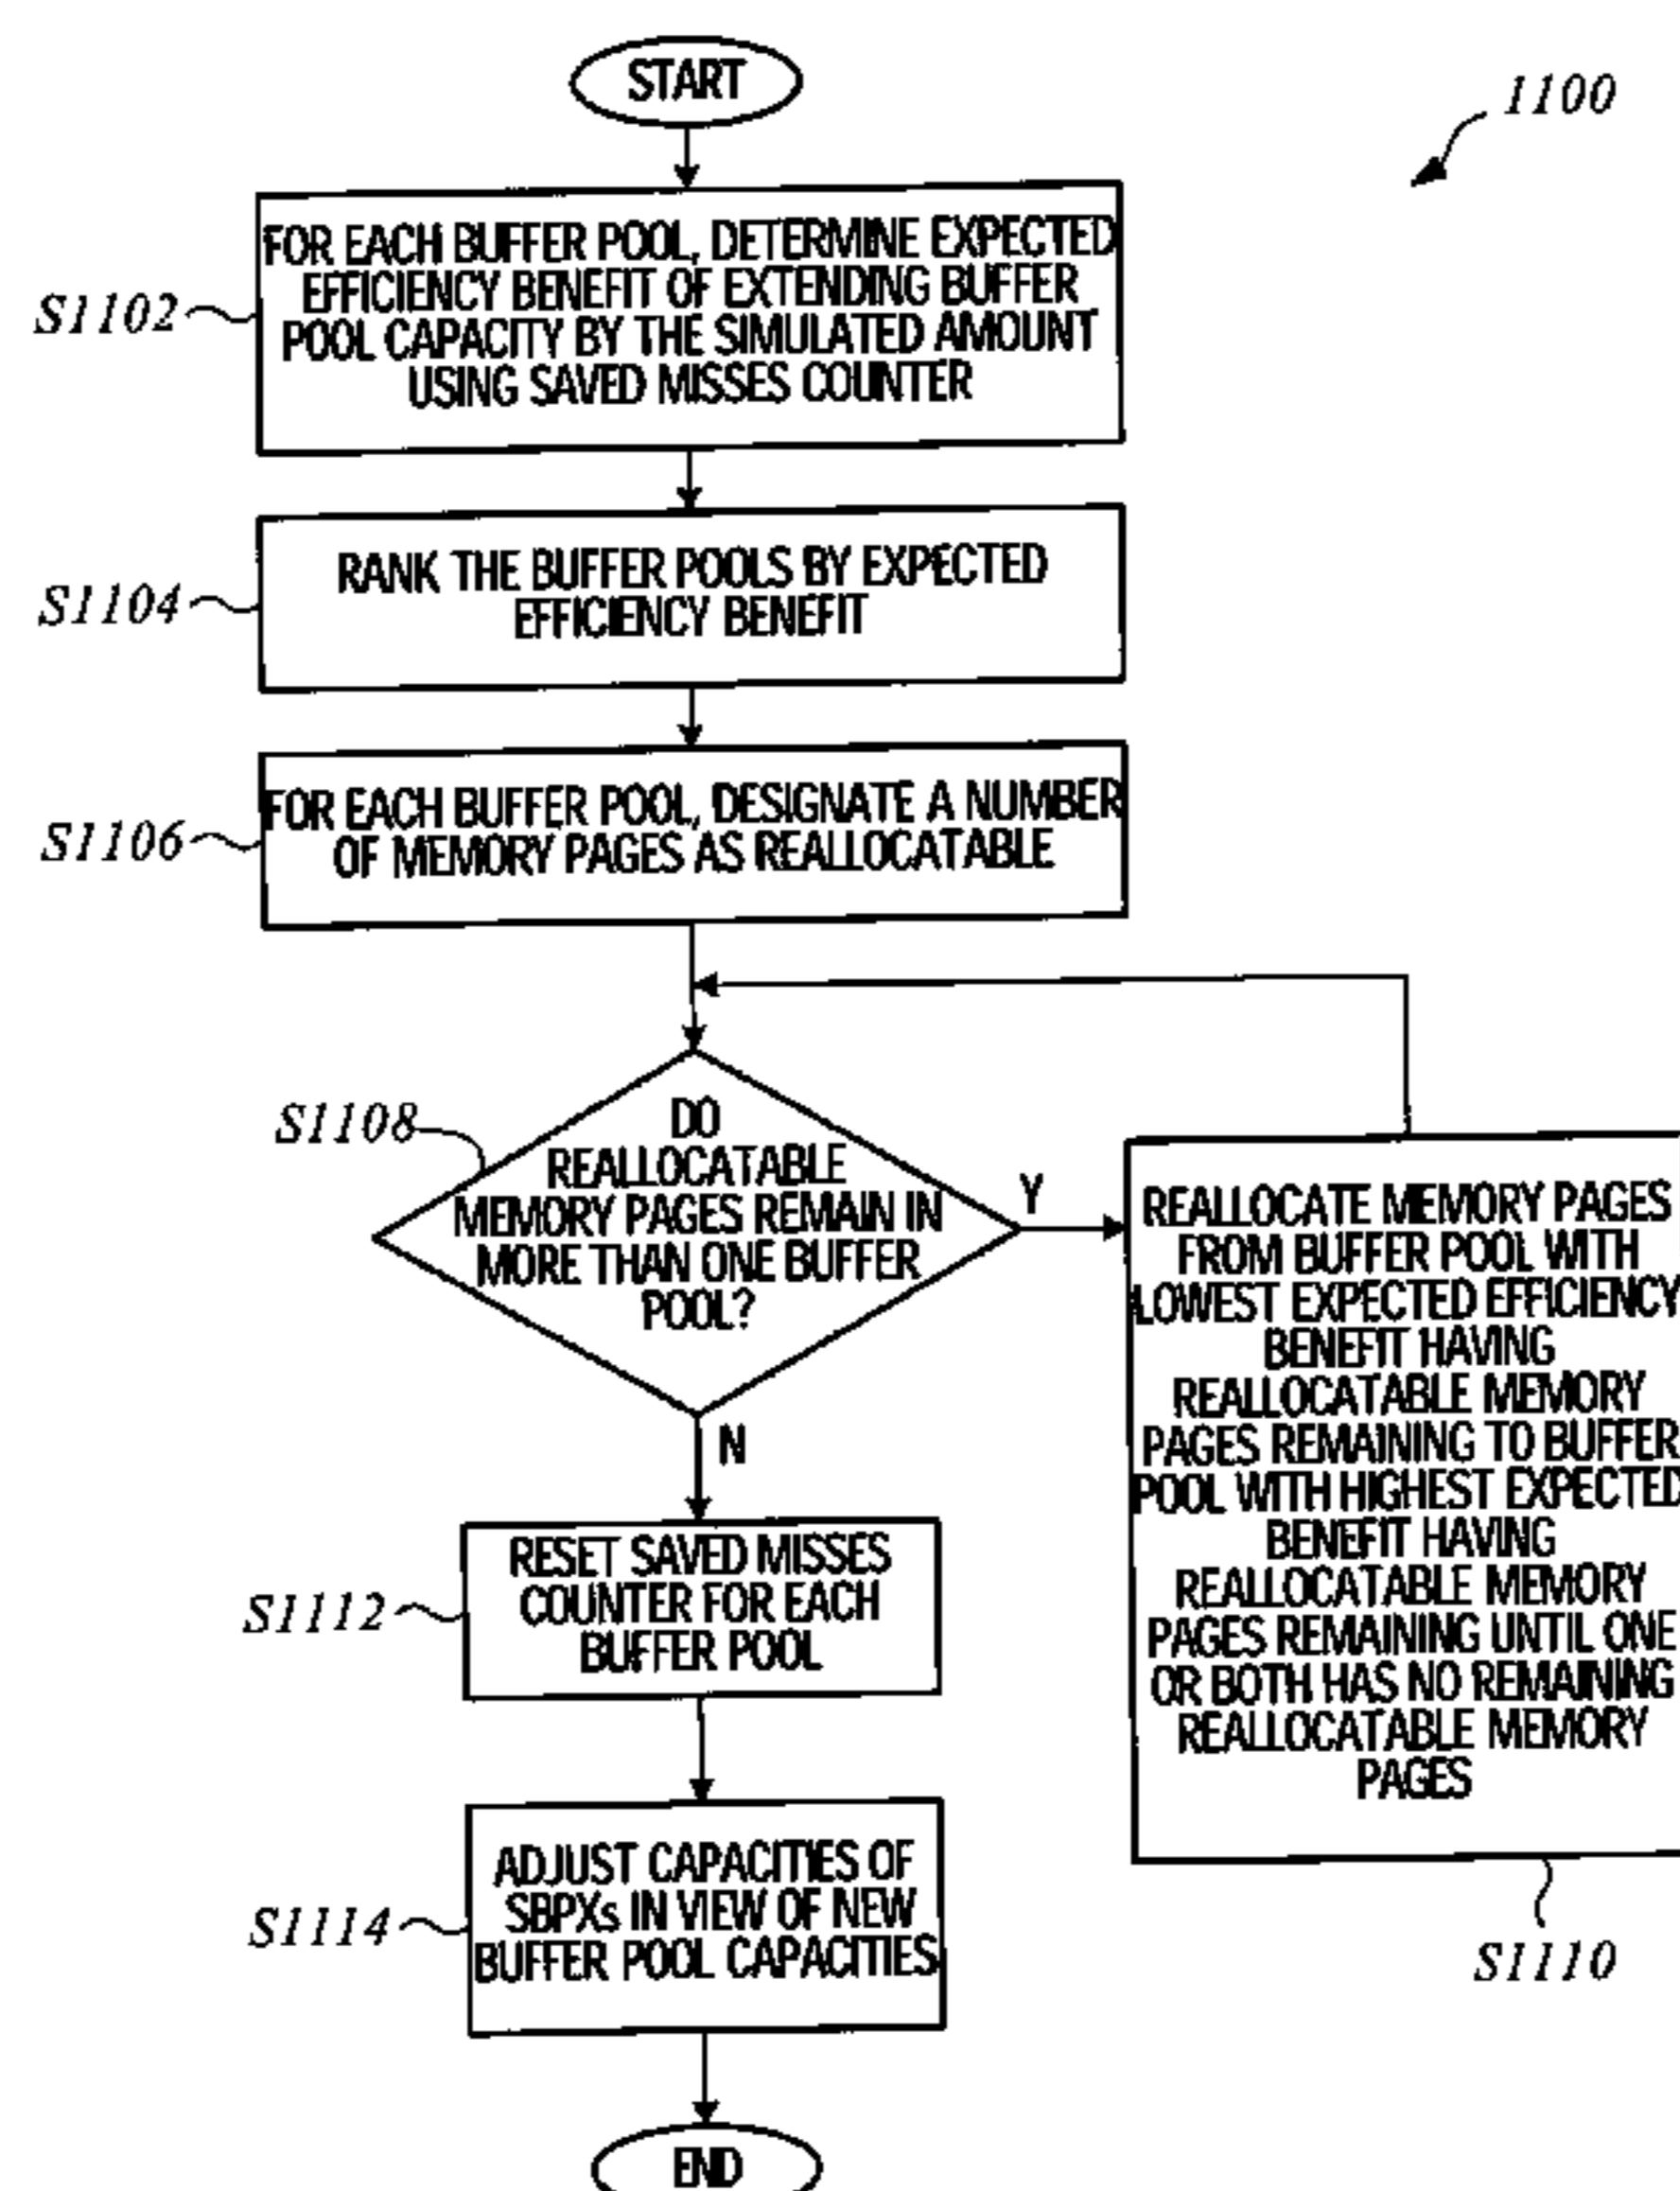 START
1100
FOR EACH BUFFER POOL, DETERMINE EXPECTED
EFFICIENCY BENEFIT OF EXTENDING BUFFER
POOL CAPACITY BY THE SIMULATED AMOUNT
USING SAVED MISSES COUNTER
S1102
RANK THE BUFFER POOLS BY EXPECTED
EFFICIENCY BENEFIT
S1104
FOR EACH BUFFER POOL, DESIGNATE A NUMBER
OF MEMORY PAGES AS REALLOCATABLE
S1106
S1108
DO
REALLOCATABLE
MEMORY PAGES REMAIN IN
MORE THAN ONE BUFFER
POOL?
Y
N
REALLOCATE MEMORY PAGES
FROM BUFFER POOL WITH
LOWEST EXPECTED EFFICIENCY
BENEFIT HAVING
REALLOCATABLE MEMORY
PAGES REMAINING TO BUFFER
POOL WITH HIGHEST EXPECTED
BENEFIT HAVING
REALLOCATABLE MEMORY
PAGES REMAINING UNTIL ONE
OR BOTH HAS NO REMAINING
REALLOCATABLE MEMORY
PAGES
S1110
RESET SAVED MISSES
COUNTER FOR EACH
BUFFER POOL
S1112
ADJUST CAPACITIES OF
SBPXs IN VIEW OF NEW
BUFFER POOL CAPACITIES
S1114
END